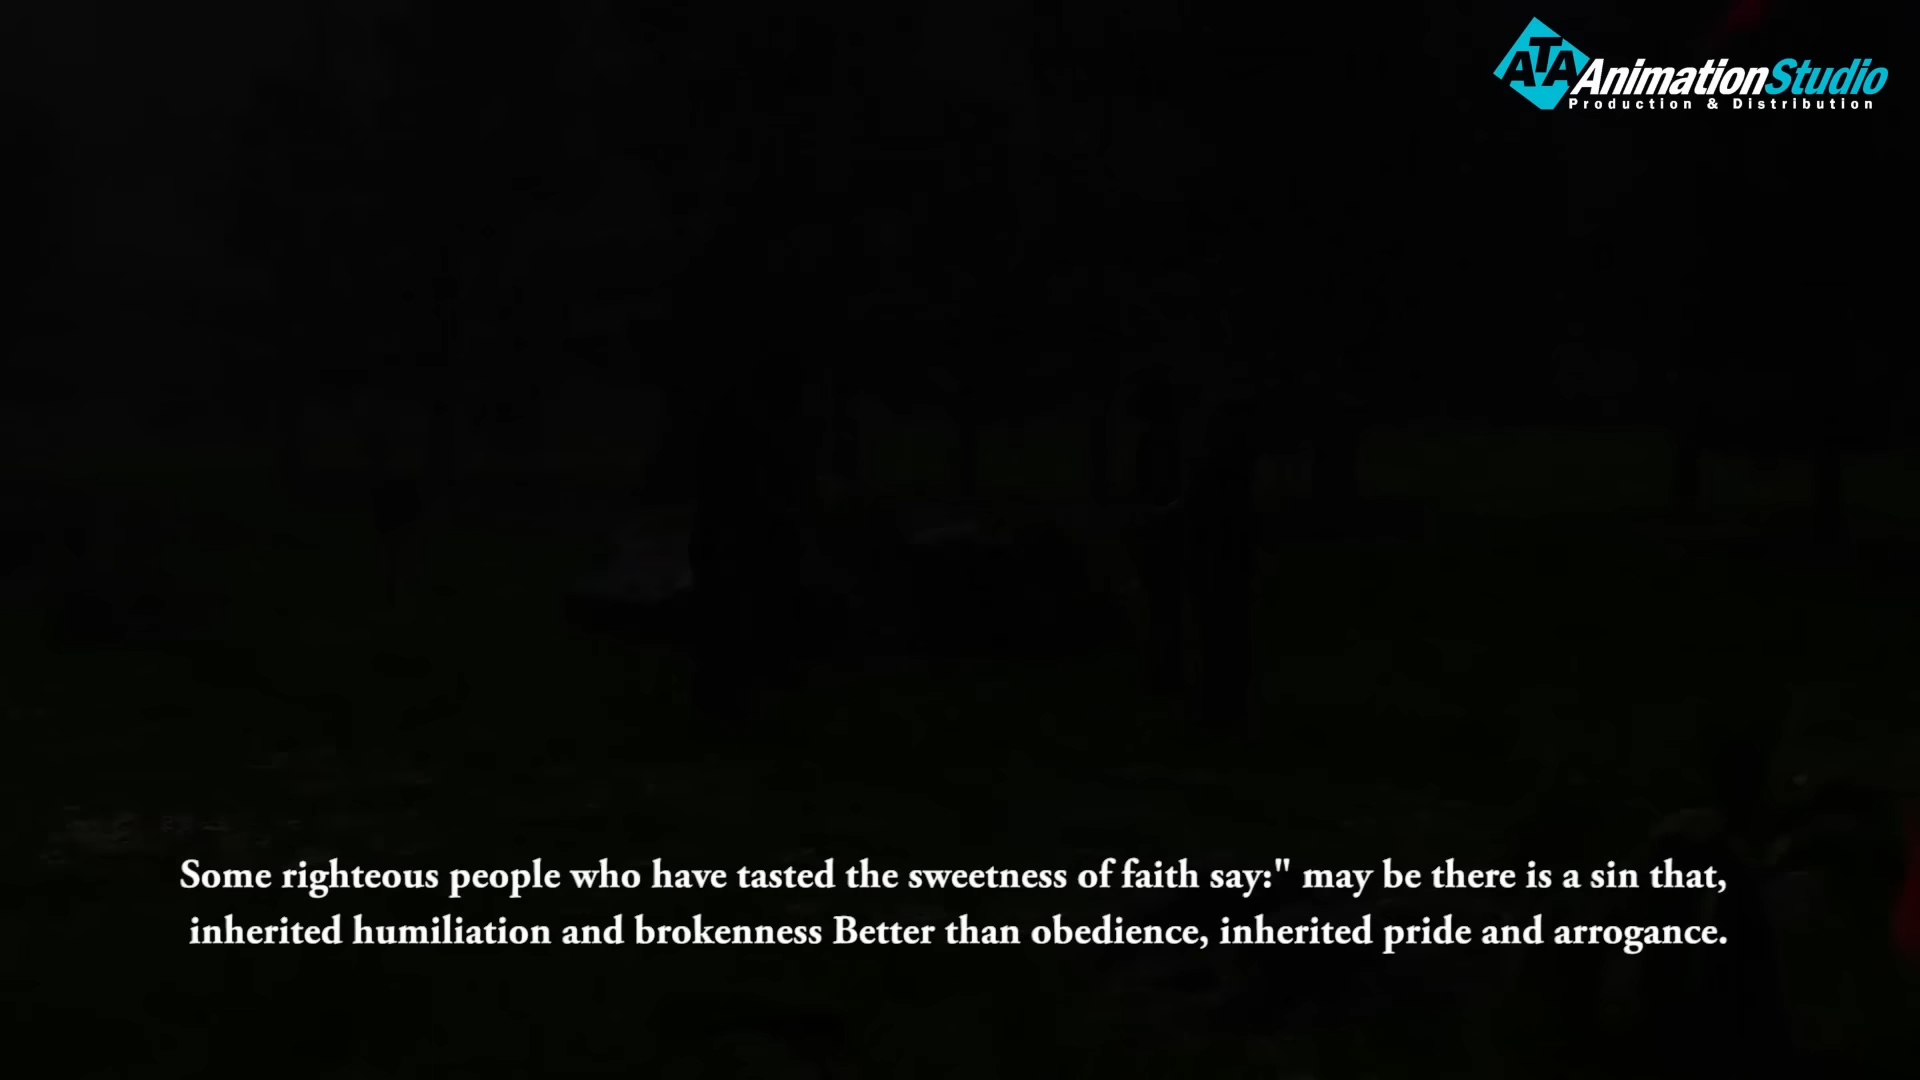 ATA AnimationStudio
Production & Distribution
Some righteous people who have tasted the sweetness of faith say:" may be there is a sin that,
inherited humiliation and brokenness Better than obedience, inherited pride and arrogance.